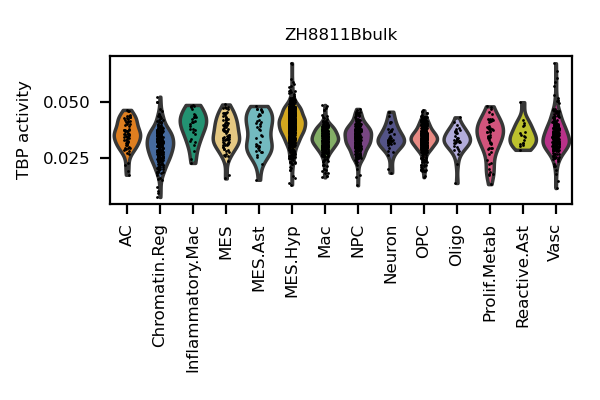 ZH8811Bbulk
TBP activity
0.050
0.025
AC
Chromatin.Reg
Inflammatory.Mac
MES
MES.Ast
MES.Hyp
Mac
NPC
Neuron
OPC
Oligo
Prolif.Metab
Reactive.Ast
Vasc